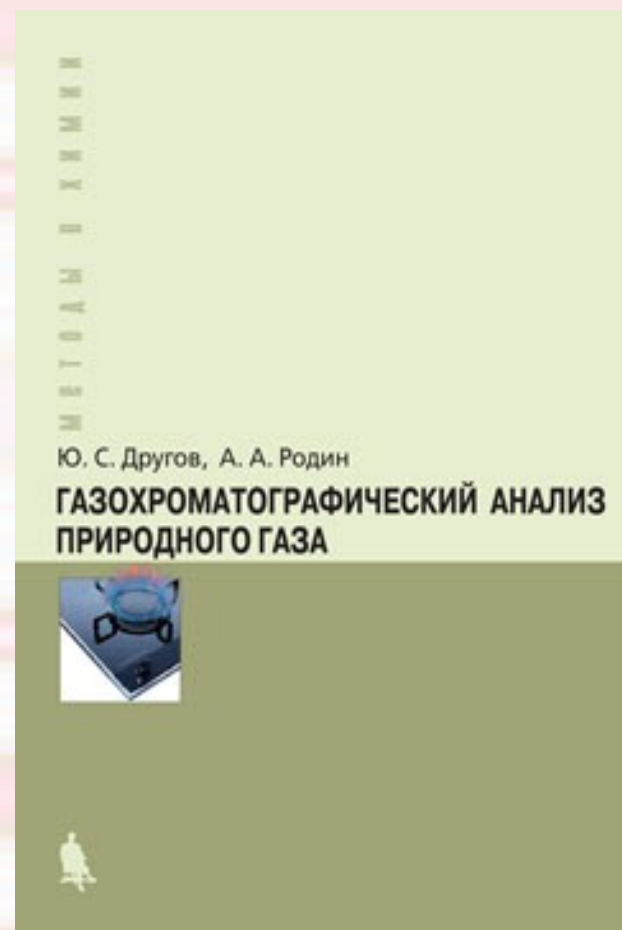 МЕТОДЫ В ХИМИИ
Ю. С. Другов, А. А. Родин
ГАЗОХРОМАТОГРАФИЧЕСКИЙ АНАЛИЗ
ПРИРОДНОГО ГАЗА